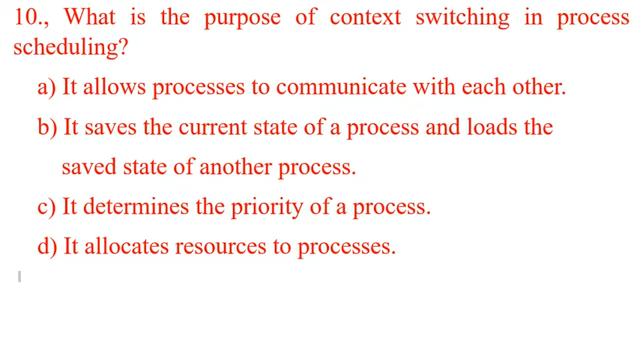 10., What is the purpose of context switching in process
scheduling?
a) It allows processes to communicate with each other.
b) It saves the current state of a process and loads the
saved state of another process.
c) It determines the priority of a process.
d) It allocates resources to processes.